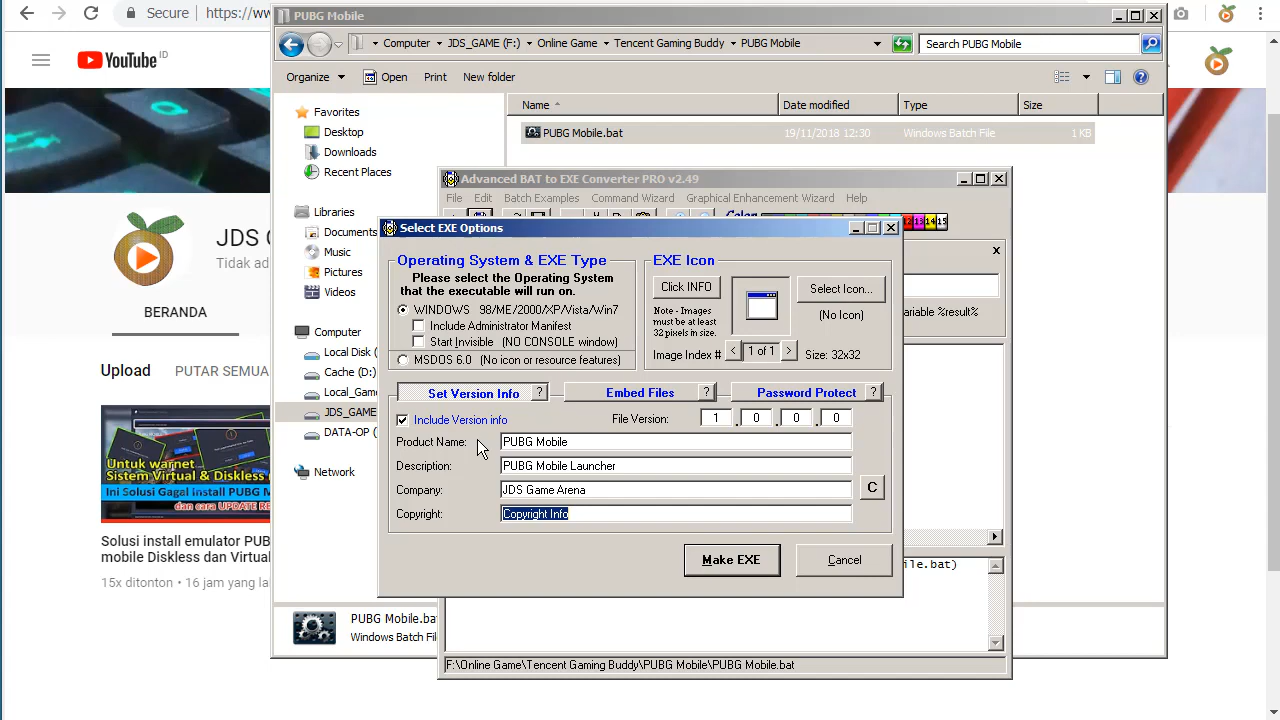 Secure
https://ww
YouTube ID
JDS G
Tidak ad
BERANDA
Upload
PUTAR SEMUA
Untuk warnet
Sistem Virtual & Diskless
Ini Solusi Gagal install PUBG M
dan cara UPDATE
Solusi install emulator PUB
mobile Diskless dan Virtual
15x ditonton • 16 jam yang la
PUBG Mobile
Computer
JDS_GAME (F:)
Online Game
Tencent Gaming Buddy
PUBG Mobile
Search PUBG Mobile
Organize
Open
Print
New folder
Favorites
Desktop
Downloads
Recent Places
Libraries
Documents
Music
Pictures
Videos
Computer
Local Disk (
Cache (D:)
Local_Game
JDS_GAME
DATA-OP (
Network
Name
Date modified
Type
Size
PUBG Mobile.bat
19/11/2018 12:30
Windows Batch File
1 KB
PUBG Mobile.ba
Windows Batch Fil
Advanced BAT to EXE Converter PRO v2.49
File
Edit
Batch Examples
Command Wizard
Graphical Enhancement Wizard
Help
Color
12 13 14 15
ariable %result%
ile.bat)
F:\Online Game\Tencent Gaming Buddy\PUBG Mobile\PUBG Mobile.bat
Select EXE Options
Operating System & EXE Type
Please select the Operating System
that the executable will run on.
WINDOWS 98/ME/2000/XP/Vista/Win7
Include Administrator Manifest
Start Invisible (NO CONSOLE window)
MSDOS 6.0 (No icon or resource features)
EXE Icon
Click INFO
Note - Images
must be at least
32 pixels in size.
Select Icon...
(No Icon)
Image Index #
<
1 of 1
>
Size: 32x32
Set Version Info
?
Embed Files
?
Password Protect
?
Include Version info
File Version:
1 . 0 . 0 . 0
Product Name:
PUBG Mobile
Description:
PUBG Mobile Launcher
Company:
JDS Game Arena
C
Copyright:
Copyright Info
Make EXE
Cancel